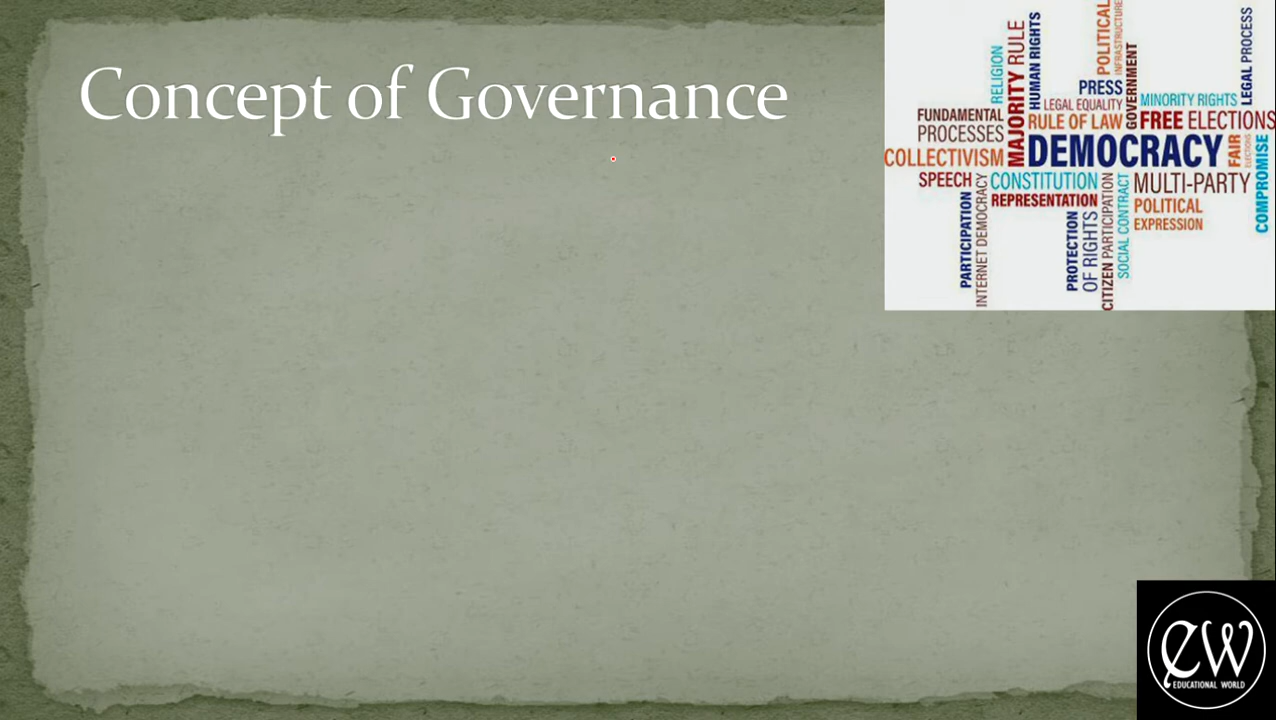 Concept of Governance
RELIGION
MAJORITY RULE
HUMAN RIGHTS
POLITICAL
INFRASTRUCTURE
GOVERNMENT
LEGAL PROCESS
PRESS
LEGAL EQUALITY
MINORITY RIGHTS
FUNDAMENTAL
PROCESSES
RULE OF LAW
FREE ELECTIONS
COLLECTIVISM
DEMOCRACY
FAIR
ELECTIONS
COMPROMISE
SPEECH
CONSTITUTION
MULTI-PARTY
REPRESENTATION
POLITICAL
EXPRESSION
PARTICIPATION
INTERNET DEMOCRACY
PROTECTION
OF RIGHTS
CITIZEN PARTICIPATION
SOCIAL CONTRACT
EW
EDUCATIONAL WORLD